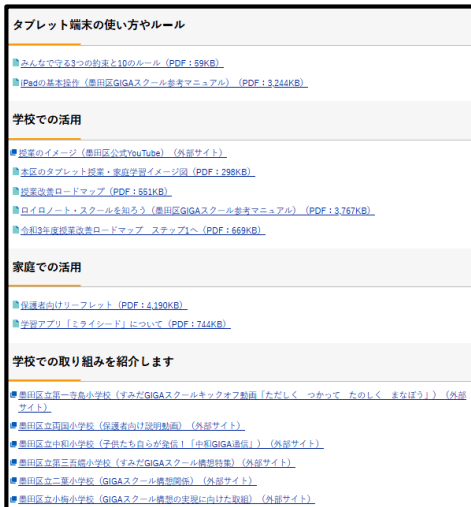 タブレット端末の使い方やルール
みんなで守る3つの約束と10のルール（PDF：59KB）
iPadの基本操作（墨田区GIGAスクール参考マニュアル）（PDF：3,244KB）
学校での活用
授業のイメージ（墨田区公式YouTube）（外部サイト）
本区のタブレット授業・家庭学習イメージ図（PDF：298KB）
授業改善ロードマップ（PDF：551KB）
ロイロノート・スクールを知ろう（墨田区GIGAスクール参考マニュアル）（PDF：3,767KB）
令和3年度授業改善ロードマップ　ステップ1へ（PDF：669KB）
家庭での活用
保護者向けリーフレット（PDF：4,190KB）
学習アプリ「ミライシード」について（PDF：744KB）
学校での取り組みを紹介します
墨田区立第一寺島小学校（すみだGIGAスクールキックオフ動画「ただしく　つかって　たのしく　まなぼう」）（外部
サイト）
墨田区立両国小学校（保護者向け説明動画）（外部サイト）
墨田区立中和小学校（子供たち自らが発信！「中和GIGA通信」）（外部サイト）
墨田区立第三吾嬬小学校（すみだGIGAスクール構想特集）（外部サイト）
墨田区立二葉小学校（GIGAスクール構想関係）（外部サイト）
墨田区立小梅小学校（GIGAスクール構想の実現に向けた取組）（外部サイト）